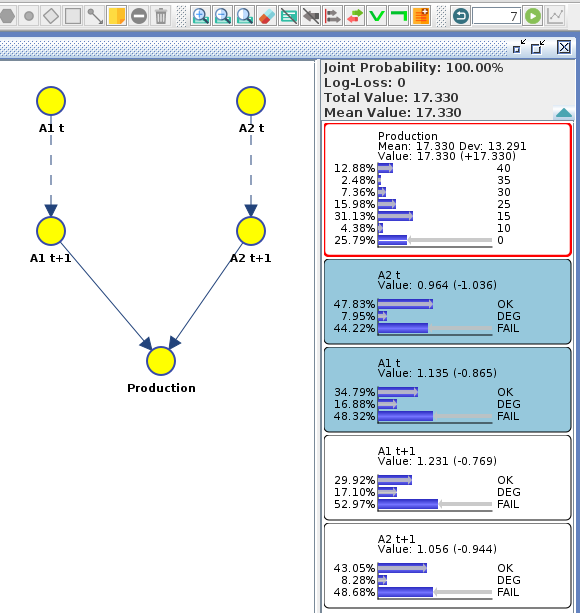 7
Joint Probability: 100.00%
Log-Loss: 0
Total Value: 17.330
Mean Value: 17.330
A1 t
A2 t
A1 t+1
A2 t+1
Production
Production
Mean: 17.330 Dev: 13.291
Value: 17.330 (+17.330)
12.88% 40
2.48% 35
7.36% 30
15.98% 25
31.13% 15
4.38% 10
25.79% 0
A2 t
Value: 0.964 (-1.036)
47.83% OK
7.95% DEG
44.22% FAIL
A1 t
Value: 1.135 (-0.865)
34.79% OK
16.88% DEG
48.32% FAIL
A1 t+1
Value: 1.231 (-0.769)
29.92% OK
17.10% DEG
52.97% FAIL
A2 t+1
Value: 1.056 (-0.944)
43.05% OK
8.28% DEG
48.68% FAIL